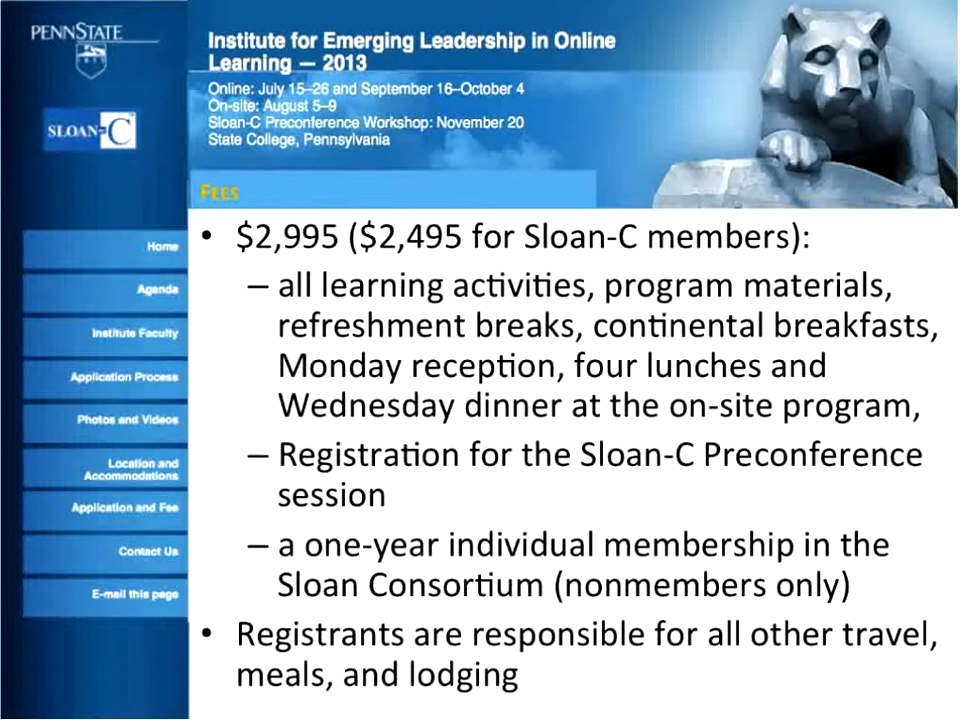 PENNSTATE
SLOAN-C
Institute for Emerging Leadership in Online
Learning — 2013
Online: July 15–26 and September 16–October 4
On-site: August 5–9
Sloan-C Preconference Workshop: November 20
State College, Pennsylvania
FEES
Home
Agenda
Institute Faculty
Application Process
Photos and Videos
Location and
Accommodations
Application and Fee
Contact Us
E-mail this page
• $2,995 ($2,495 for Sloan-C members):
– all learning activities, program materials,
refreshment breaks, continental breakfasts,
Monday reception, four lunches and
Wednesday dinner at the on-site program,
– Registration for the Sloan-C Preconference
session
– a one-year individual membership in the
Sloan Consortium (nonmembers only)
• Registrants are responsible for all other travel,
meals, and lodging